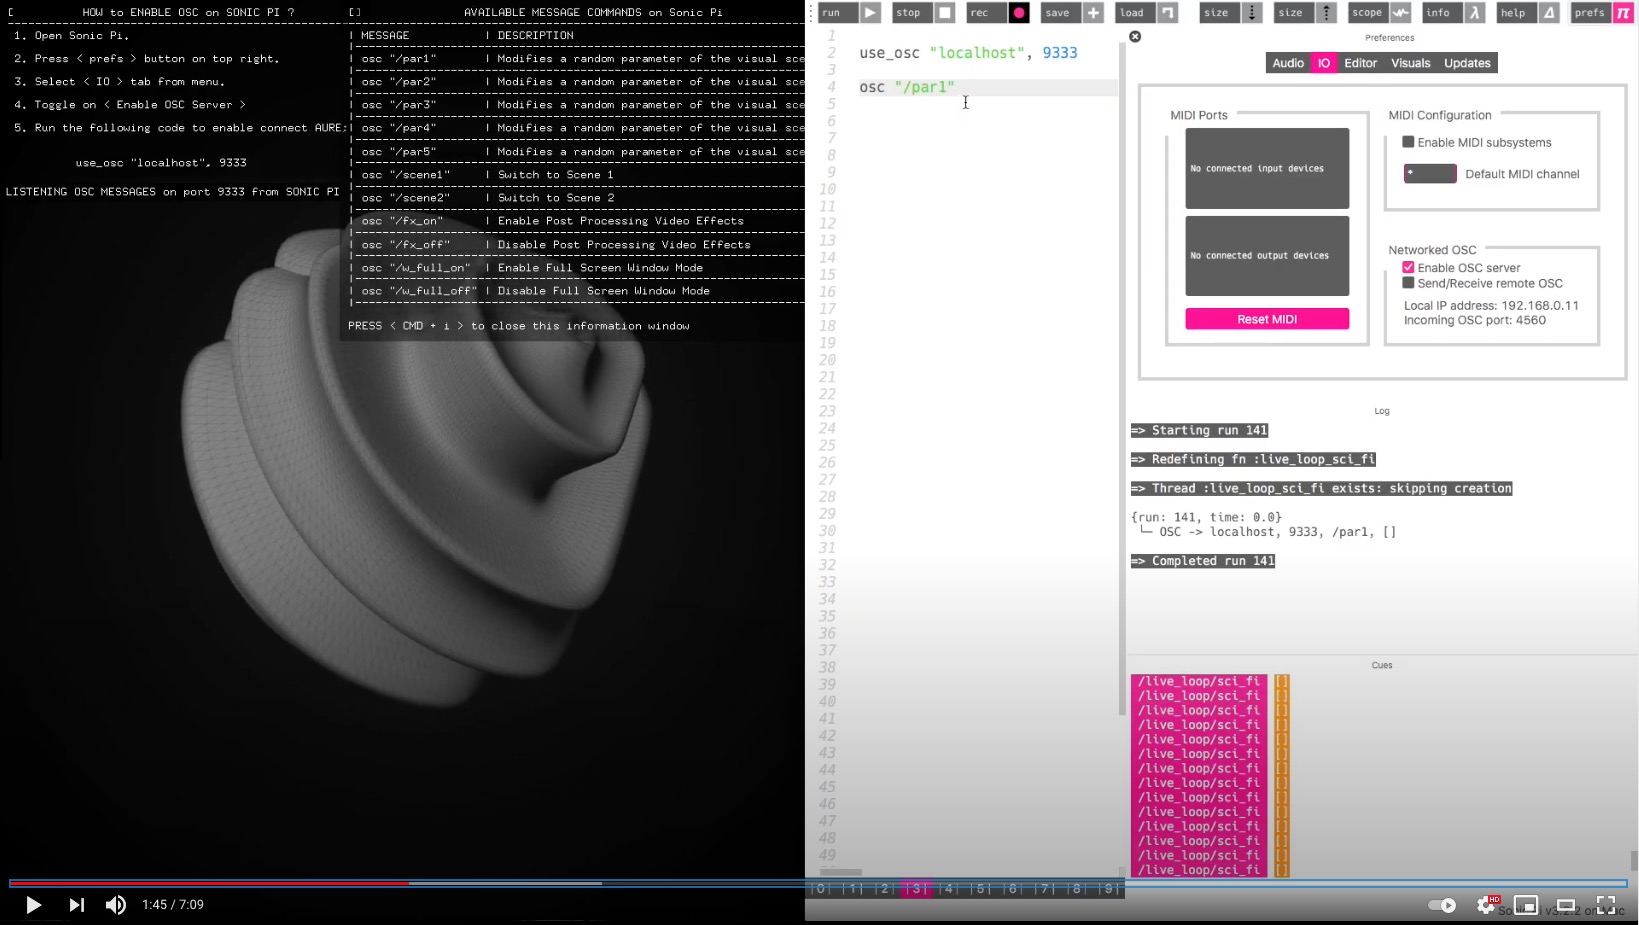 [ HOW to ENABLE OSC on SONIC PI ?
1. Open Sonic Pi.
2. Press < prefs > button on top right.
3. Select < IO > tab from menu.
4. Toggle on < Enable OSC Server >
5. Run the following code to enable connect AURE;
use_osc "localhost", 9333
LISTENING OSC MESSAGES on port 9333 from SONIC PI
[] AVAILABLE MESSAGE COMMANDS on Sonic Pi
| MESSAGE | DESCRIPTION
| osc "/par1" | Modifies a random parameter of the visual sce
| osc "/par2" | Modifies a random parameter of the visual sce
| osc "/par3" | Modifies a random parameter of the visual sce
| osc "/par4" | Modifies a random parameter of the visual sce
| osc "/par5" | Modifies a random parameter of the visual sce
| osc "/scene1" | Switch to Scene 1
| osc "/scene2" | Switch to Scene 2
| osc "/fx_on" | Enable Post Processing Video Effects
| osc "/fx_off" | Disable Post Processing Video Effects
| osc "/w_full_on" | Enable Full Screen Window Mode
| osc "/w_full_off" | Disable Full Screen Window Mode
PRESS < CMD + i > to close this information window
run stop rec save load size size scope info help prefs
1
2 use_osc "localhost", 9333
3
4 osc "/par1"
5
6
7
8
9
10
11
12
13
14
15
16
17
18
19
20
21
22
23
24
25
26
27
28
29
30
31
32
33
34
35
36
37
38
39
40
41
42
43
44
45
46
47
48
49
|0| |1| |2| |3| |4| |5| |6| |7| |8| |9|
Preferences
Audio IO Editor Visuals Updates
MIDI Ports
No connected input devices
No connected output devices
Reset MIDI
MIDI Configuration
Enable MIDI subsystems
* Default MIDI channel
Networked OSC
Enable OSC server
Send/Receive remote OSC
Local IP address: 192.168.0.11
Incoming OSC port: 4560
Log
=> Starting run 141
=> Redefining fn :live_loop_sci_fi
=> Thread :live_loop_sci_fi exists: skipping creation
{run: 141, time: 0.0}
└─ OSC -> localhost, 9333, /par1, []
=> Completed run 141
Cues
/live_loop/sci_fi []
/live_loop/sci_fi []
/live_loop/sci_fi []
/live_loop/sci_fi []
/live_loop/sci_fi []
/live_loop/sci_fi []
/live_loop/sci_fi []
/live_loop/sci_fi []
/live_loop/sci_fi []
/live_loop/sci_fi []
/live_loop/sci_fi []
/live_loop/sci_fi []
/live_loop/sci_fi []
/live_loop/sci_fi []
1:45 / 7:09
HD
v3.2.2 on